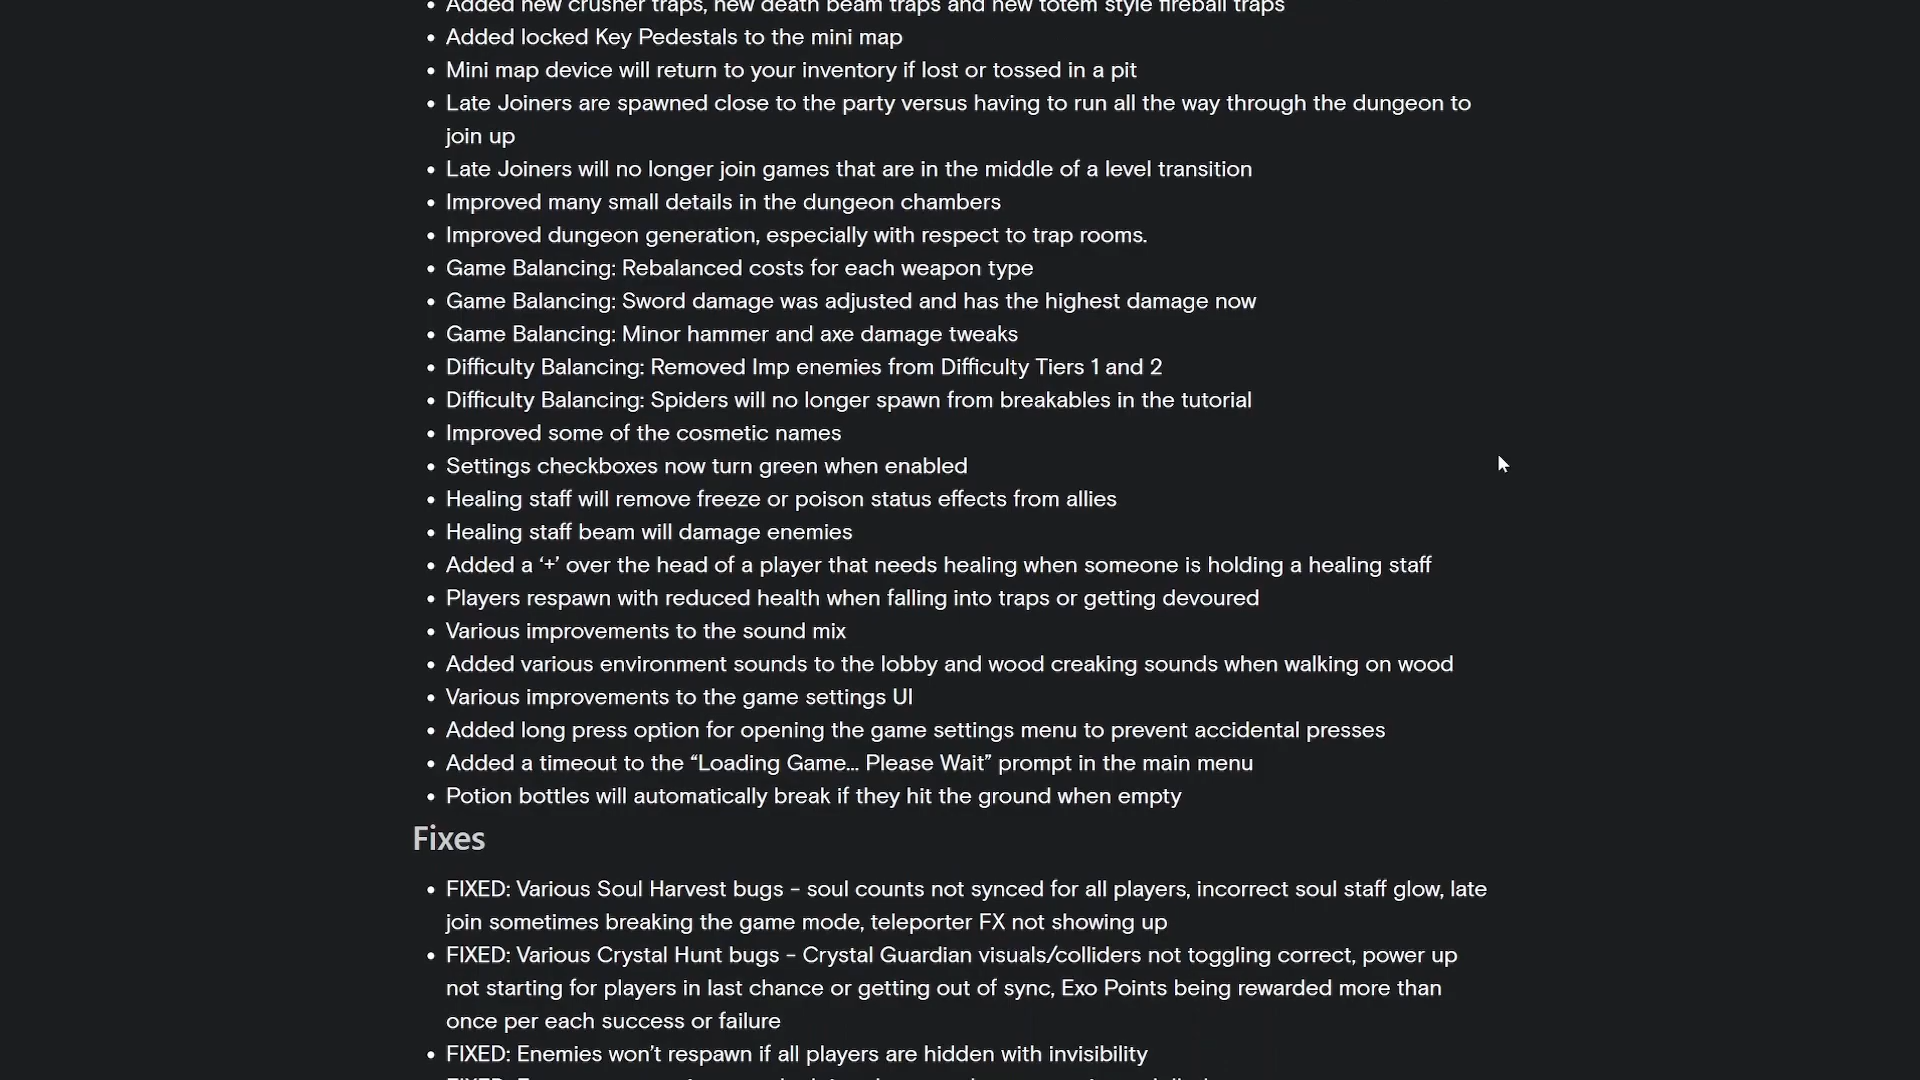 • Added new crusher traps, new death beam traps and new totem style fireball traps
• Added locked Key Pedestals to the mini map
• Mini map device will return to your inventory if lost or tossed in a pit
• Late Joiners are spawned close to the party versus having to run all the way through the dungeon to
join up
• Late Joiners will no longer join games that are in the middle of a level transition
• Improved many small details in the dungeon chambers
• Improved dungeon generation, especially with respect to trap rooms.
• Game Balancing: Rebalanced costs for each weapon type
• Game Balancing: Sword damage was adjusted and has the highest damage now
• Game Balancing: Minor hammer and axe damage tweaks
• Difficulty Balancing: Removed Imp enemies from Difficulty Tiers 1 and 2
• Difficulty Balancing: Spiders will no longer spawn from breakables in the tutorial
• Improved some of the cosmetic names
• Settings checkboxes now turn green when enabled
• Healing staff will remove freeze or poison status effects from allies
• Healing staff beam will damage enemies
• Added a ‘+’ over the head of a player that needs healing when someone is holding a healing staff
• Players respawn with reduced health when falling into traps or getting devoured
• Various improvements to the sound mix
• Added various environment sounds to the lobby and wood creaking sounds when walking on wood
• Various improvements to the game settings UI
• Added long press option for opening the game settings menu to prevent accidental presses
• Added a timeout to the “Loading Game... Please Wait” prompt in the main menu
• Potion bottles will automatically break if they hit the ground when empty
Fixes
• FIXED: Various Soul Harvest bugs – soul counts not synced for all players, incorrect soul staff glow, late
join sometimes breaking the game mode, teleporter FX not showing up
• FIXED: Various Crystal Hunt bugs – Crystal Guardian visuals/colliders not toggling correct, power up
not starting for players in last chance or getting out of sync, Exo Points being rewarded more than
once per each success or failure
• FIXED: Enemies won’t respawn if all players are hidden with invisibility